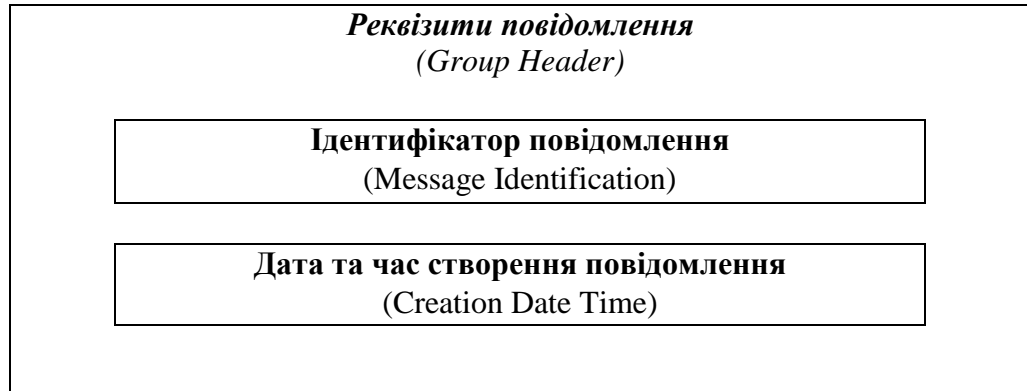 Реквізити повідомлення
(Group Header)
Ідентифікатор повідомлення
(Message Identification)
Дата та час створення повідомлення
(Creation Date Time)